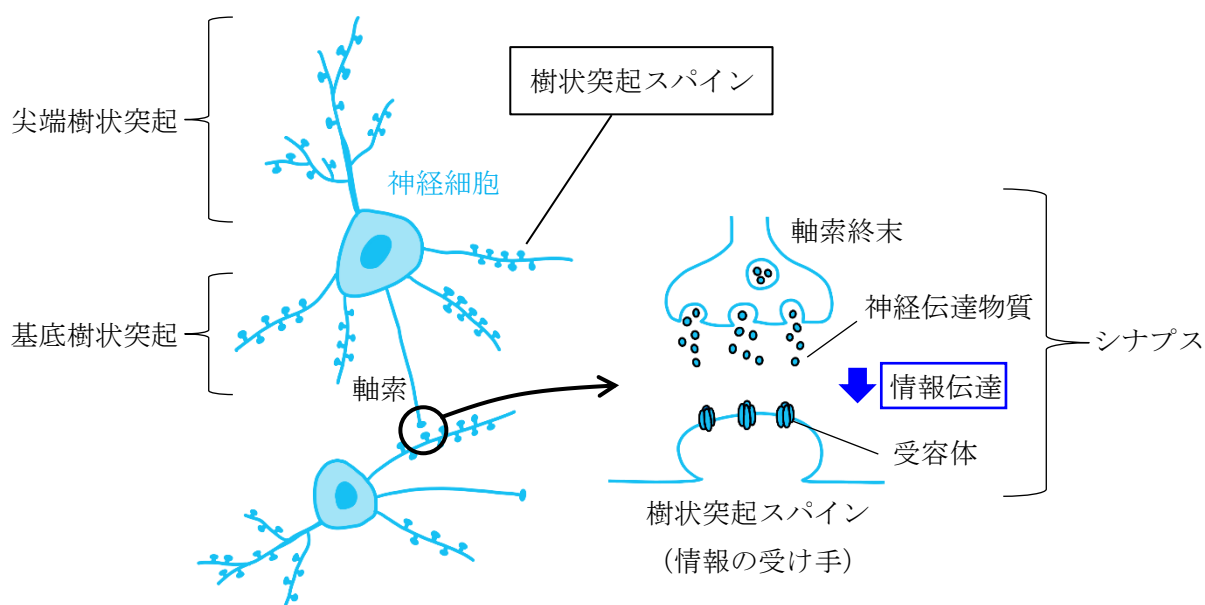 樹状突起スパイン
尖端樹状突起
神経細胞
軸索終末
神経伝達物質
基底樹状突起
シナプス
軸索
情報伝達
受容体
樹状突起スパイン
（情報の受け手）